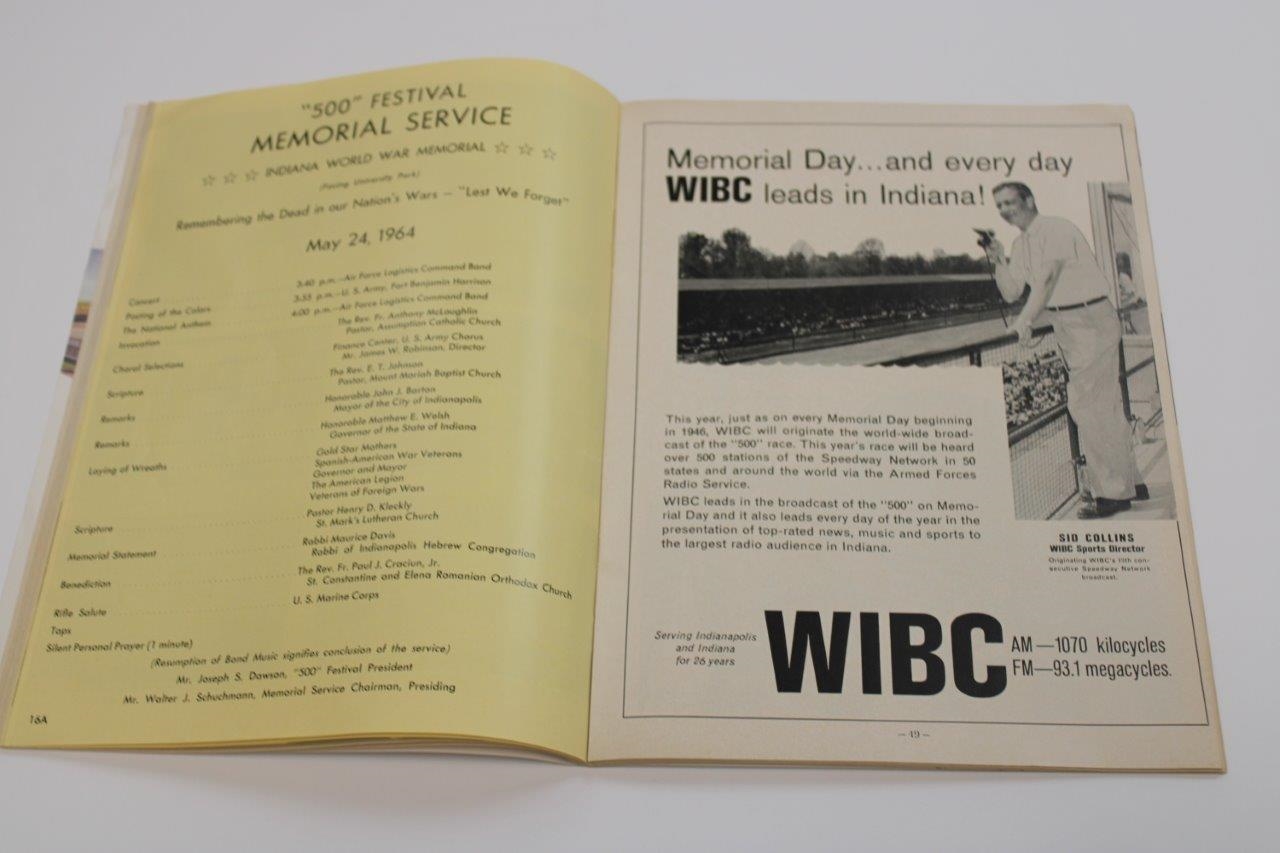 "500" FESTIVAL
MEMORIAL SERVICE
☆ ☆ ☆ INDIANA WORLD WAR MEMORIAL ☆ ☆ ☆
(Facing University Park)
Remembering the Dead in our Nation's Wars — "Lest We Forget"
May 24, 1964
Concert 3:40 p.m.—Air Force Logistics Command Band
Posting of the Colors 3:55 p.m.—U. S. Army, Fort Benjamin Harrison
The National Anthem 4:00 p.m.—Air Force Logistics Command Band
Invocation The Rev. Fr. Anthony McLaughlin
Pastor, Assumption Catholic Church
Choral Selections Finance Center, U. S. Army Chorus
Mr. James W. Robinson, Director
Scripture The Rev. E. T. Johnson
Pastor, Mount Moriah Baptist Church
Remarks Honorable John J. Barton
Mayor of the City of Indianapolis
Remarks Honorable Matthew E. Welsh
Governor of the State of Indiana
Laying of Wreaths Gold Star Mothers
Spanish-American War Veterans
Governor and Mayor
The American Legion
Veterans of Foreign Wars
Scripture Pastor Henry D. Kleckly
St. Mark's Lutheran Church
Memorial Statement Rabbi Maurice Davis
Rabbi of Indianapolis Hebrew Congregation
Benediction The Rev. Fr. Paul J. Craciun, Jr.
St. Constantine and Elena Romanian Orthodox Church
Rifle Salute U. S. Marine Corps
Taps
Silent Personal Prayer (1 minute)
(Resumption of Band Music signifies conclusion of the service)
Mr. Joseph S. Dawson, "500" Festival President
Mr. Walter J. Schuchmann, Memorial Service Chairman, Presiding
16A
Memorial Day...and every day
WIBC leads in Indiana!
This year, just as on every Memorial Day beginning
in 1946, WIBC will originate the world-wide broad-
cast of the "500" race. This year's race will be heard
over 500 stations of the Speedway Network in 50
states and around the world via the Armed Forces
Radio Service.
WIBC leads in the broadcast of the "500" on Memo-
rial Day and it also leads every day of the year in the
presentation of top-rated news, music and sports to
the largest radio audience in Indiana.
SID COLLINS
WIBC Sports Director
Originating WIBC's 19th con-
secutive Speedway Network
broadcast.
Serving Indianapolis
and Indiana
for 26 years
WIBC
AM—1070 kilocycles
FM—93.1 megacycles.
— 49 —